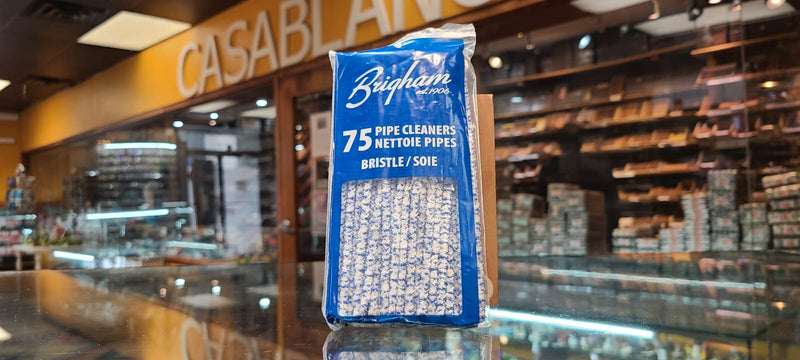 CASABLANC
Brigham
est. 1906
75 PIPE CLEANERS
NETTOIE PIPES
BRISTLE / SOIE